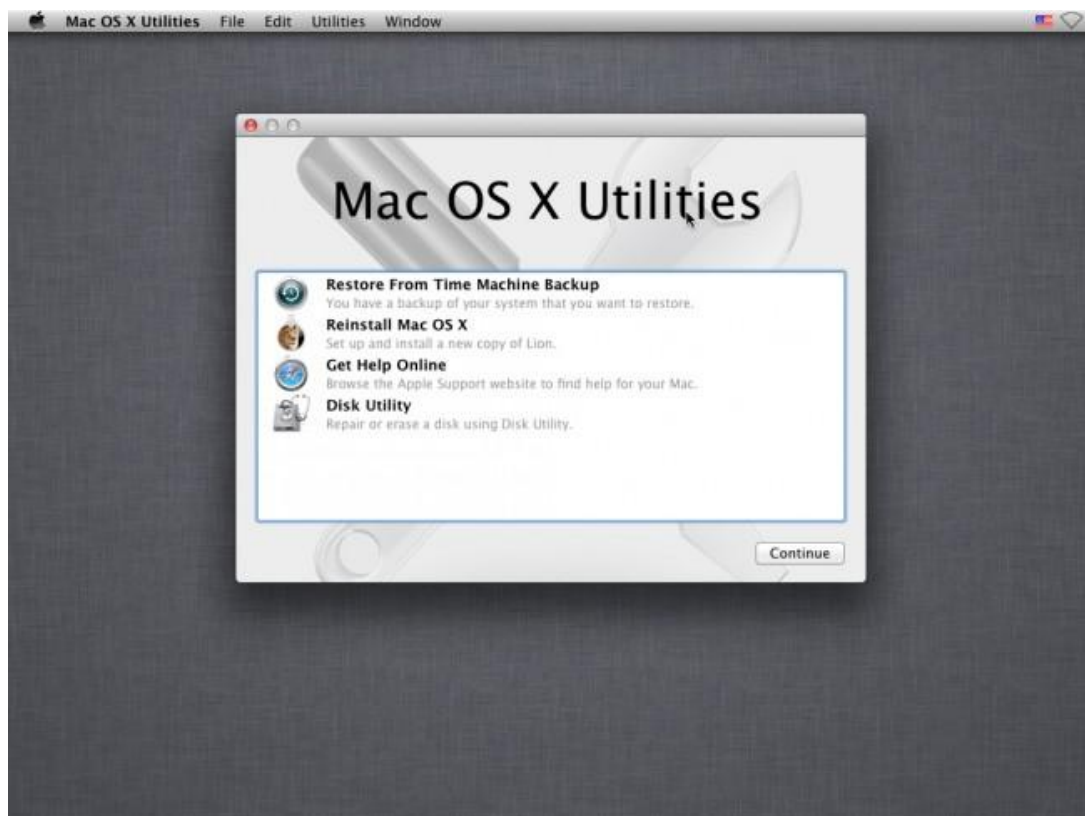 Mac OS X Utilities File Edit Utilities Window
Mac OS X Utilities
Restore From Time Machine Backup
You have a backup of your system that you want to restore.
Reinstall Mac OS X
Set up and install a new copy of Lion.
Get Help Online
Browse the Apple Support website to find help for your Mac.
Disk Utility
Repair or erase a disk using Disk Utility.
Continue